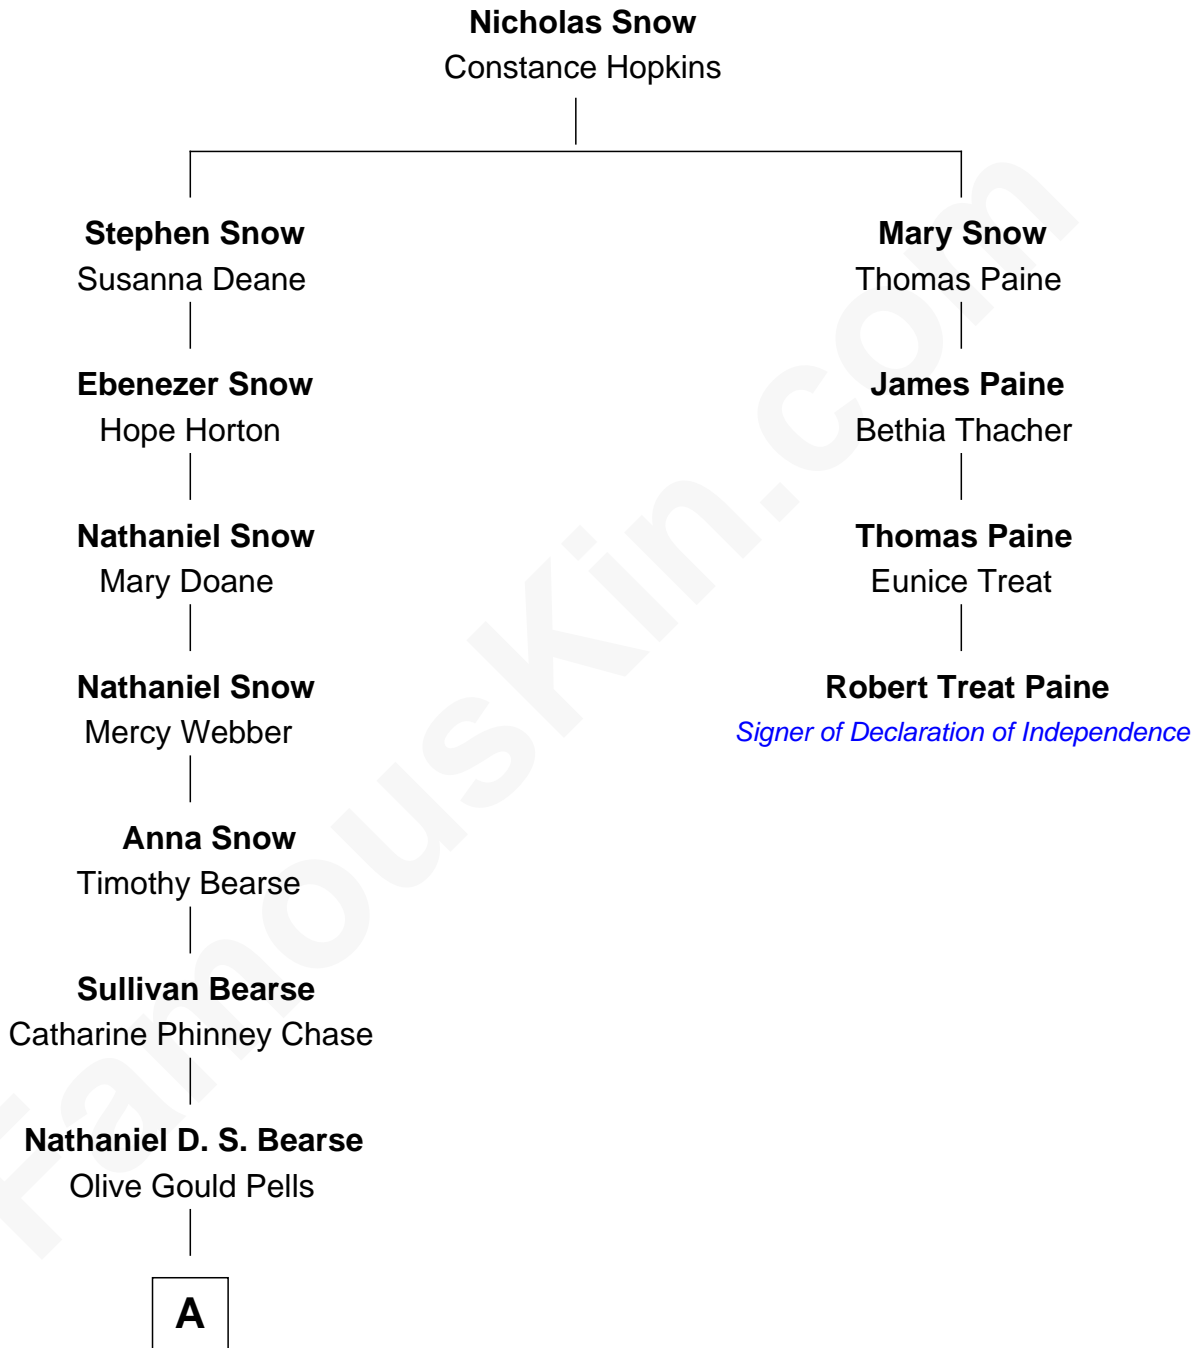 Nicholas Snow
Constance Hopkins
Stephen Snow
Susanna Deane
Mary Snow
Thomas Paine
Ebenezer Snow
Hope Horton
James Paine
Bethia Thacher
Nathaniel Snow
Mary Doane
Thomas Paine
Eunice Treat
Nathaniel Snow
Mercy Webber
Robert Treat Paine
Signer of Declaration of Independence
Anna Snow
Timothy Bearse
Sullivan Bearse
Catharine Phinney Chase
Nathaniel D. S. Bearse
Olive Gould Pells
A
FamousKin.com